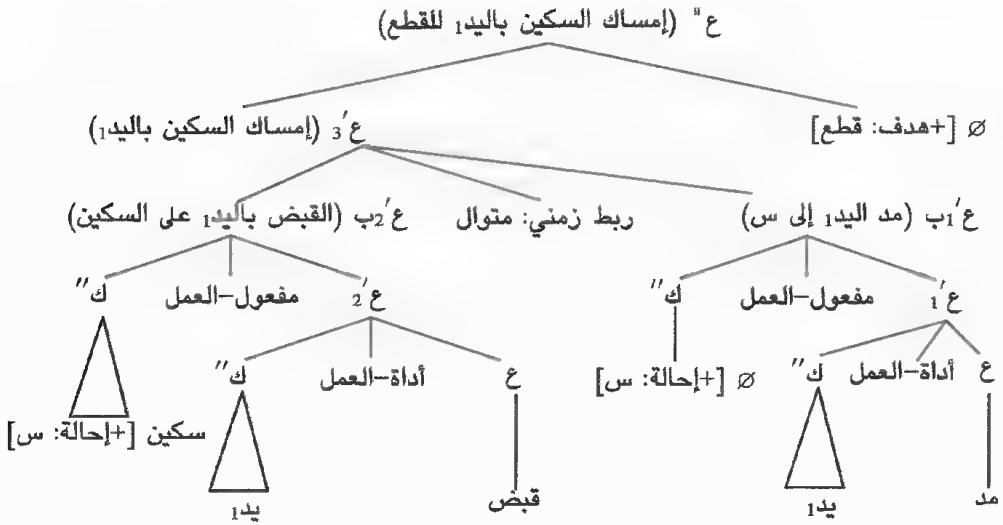 ع" (إمساك السكين باليد1 للقطع)
∅ [+هدف: قطع] ع′3 (إمساك السكين باليد1)
ع′1ب (مد اليد1 إلى س) ربط زمني: متوال ع′2ب (القبض باليد1 على السكين)
ع′1 مفعول-العمل ك" ع′2 مفعول-العمل ك"
ع أداة-العمل ك" ∅ [+إحالة: س] ع أداة-العمل ك" سكين [+إحالة: س]
مد يد1 قبض يد1